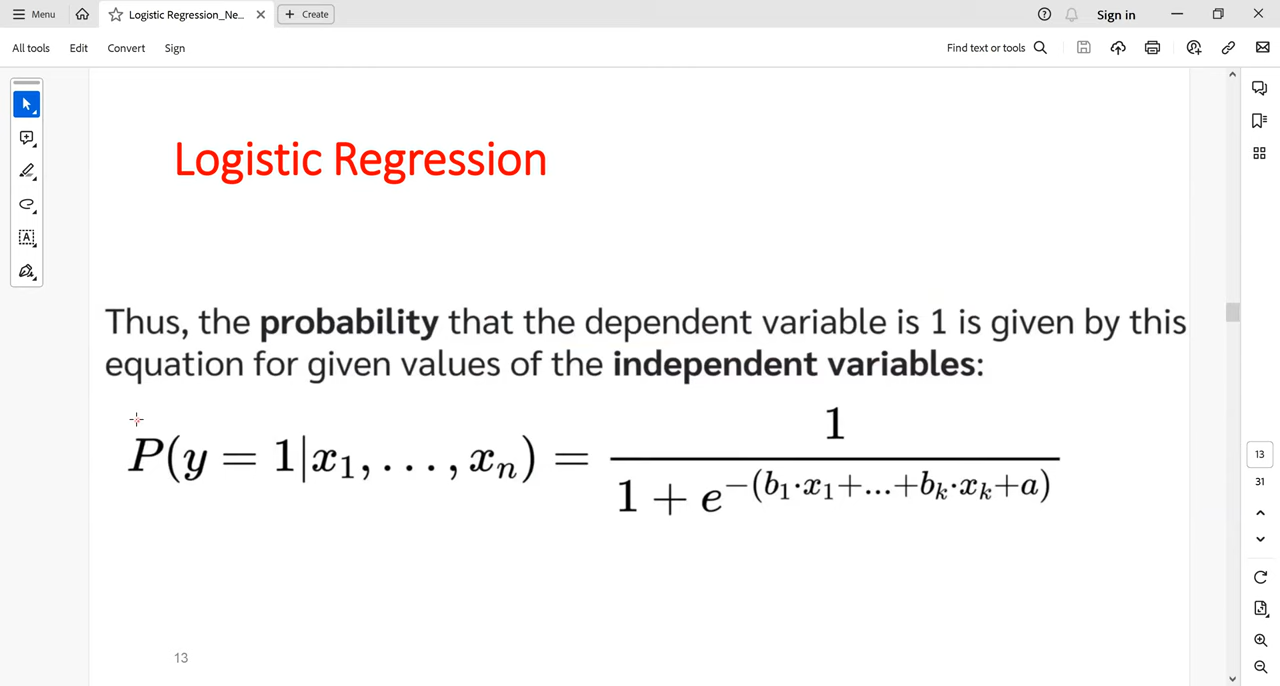 Menu
Logistic Regression_Ne...
Create
Sign in
All tools
Edit
Convert
Sign
Find text or tools
Logistic Regression
Thus, the probability that the dependent variable is 1 is given by this
equation for given values of the independent variables:
P(y = 1|x₁, . . . , xₙ) = 1 / (1 + e^−(b₁·x₁+...+bₖ·xₖ+a))
13
13
31